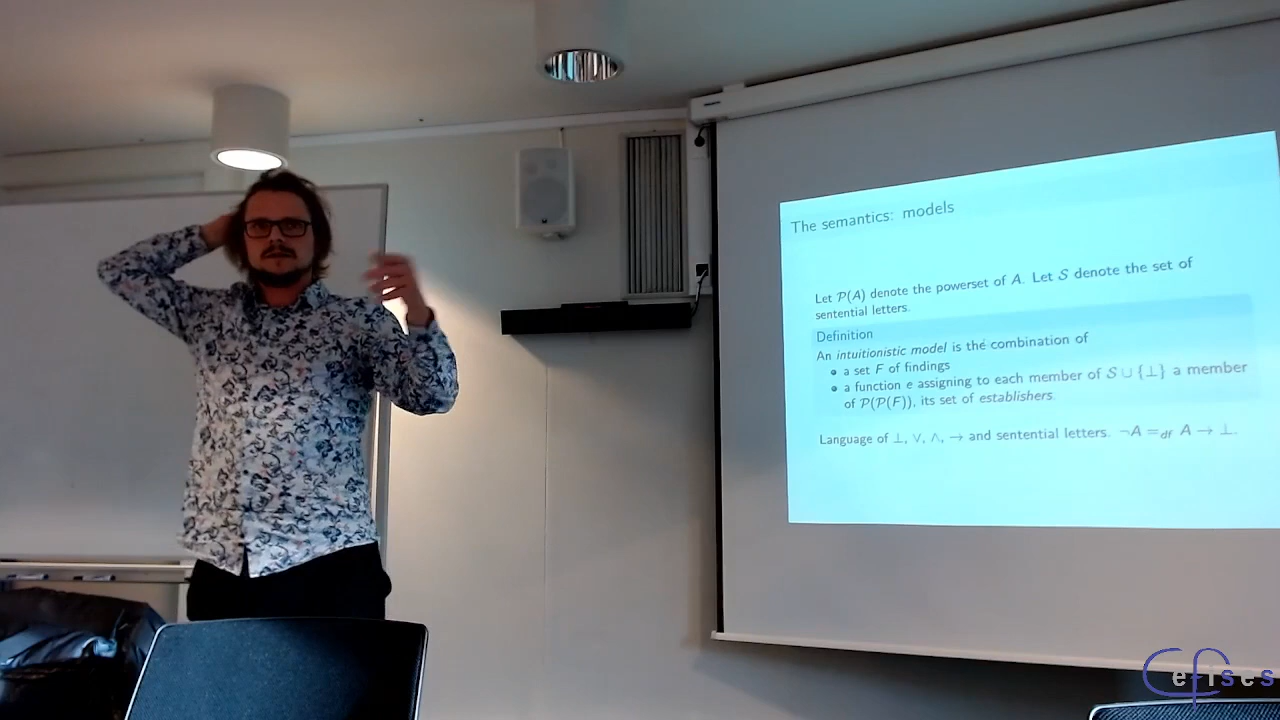 The semantics: models
Let P(A) denote the powerset of A. Let S denote the set of
sentential letters.
Definition
An intuitionistic model is the combination of
• a set F of findings
• a function e assigning to each member of S ∪ {⊥} a member
of P(P(F)), its set of establishers.
Language of ⊥, ∨, ∧, → and sentential letters. ¬A =df A → ⊥.
Cefises